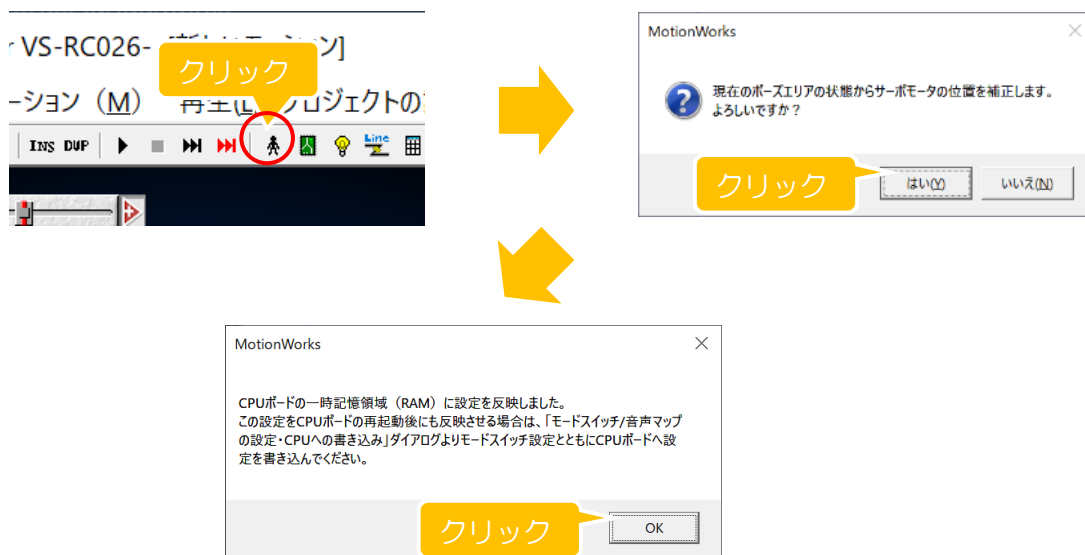 VS-RC026-
ン]
クリック
ーション（M）
INS DUP
Line
MotionWorks
現在のポーズエリアの状態からサーボモータの位置を補正します。
よろしいですか？
クリック
はい(Y)
いいえ(N)
MotionWorks
CPUボードの一時記憶領域（RAM）に設定を反映しました。
この設定をCPUボードの再起動後にも反映させる場合は、「モードスイッチ/音声マップ
の設定・CPUへの書き込み」ダイアログよりモードスイッチ設定とともにCPUボードへ設
定を書き込んでください。
クリック
OK